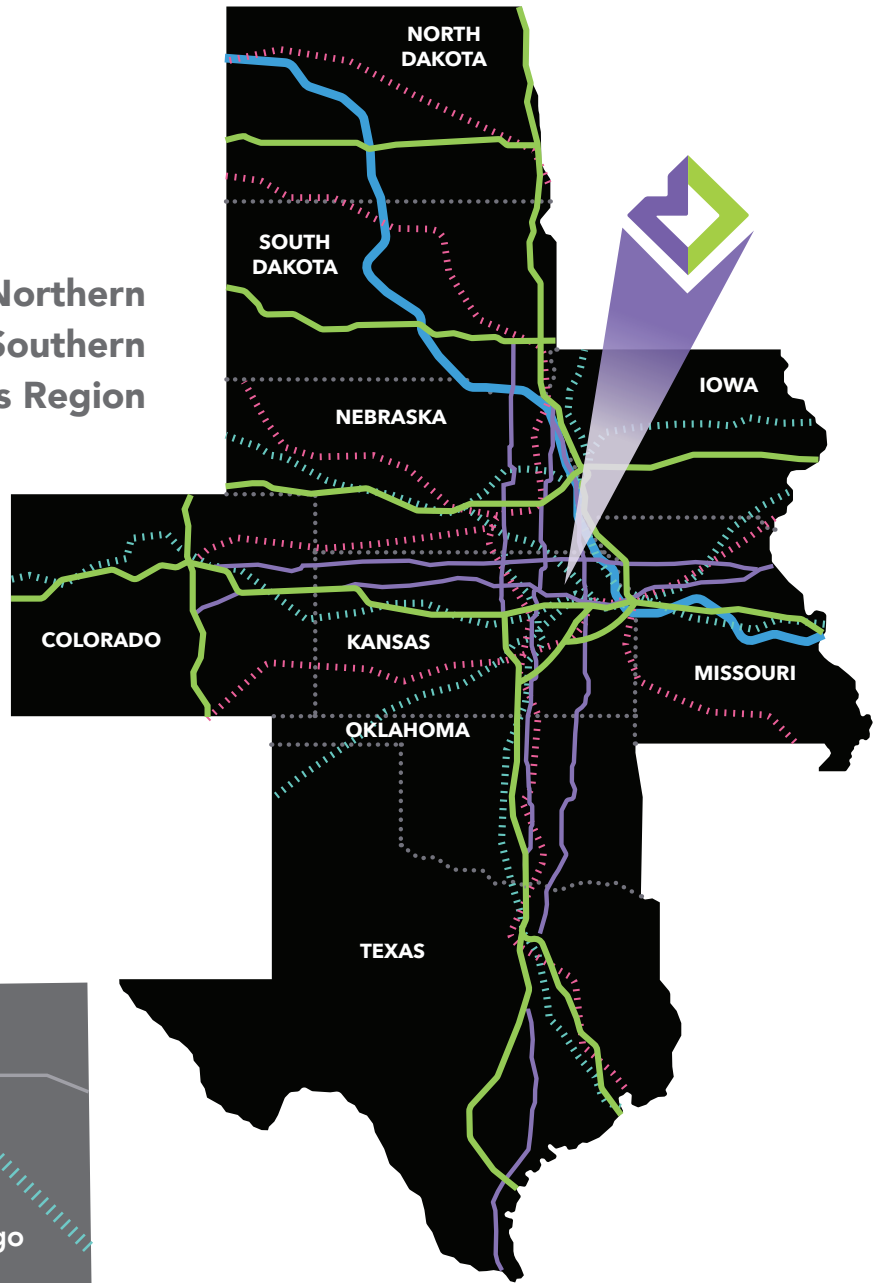 NORTH
DAKOTA
SOUTH
DAKOTA
Northern
Southern
s Region
IOWA
NEBRASKA
COLORADO
KANSAS
MISSOURI
OKLAHOMA
TEXAS
go